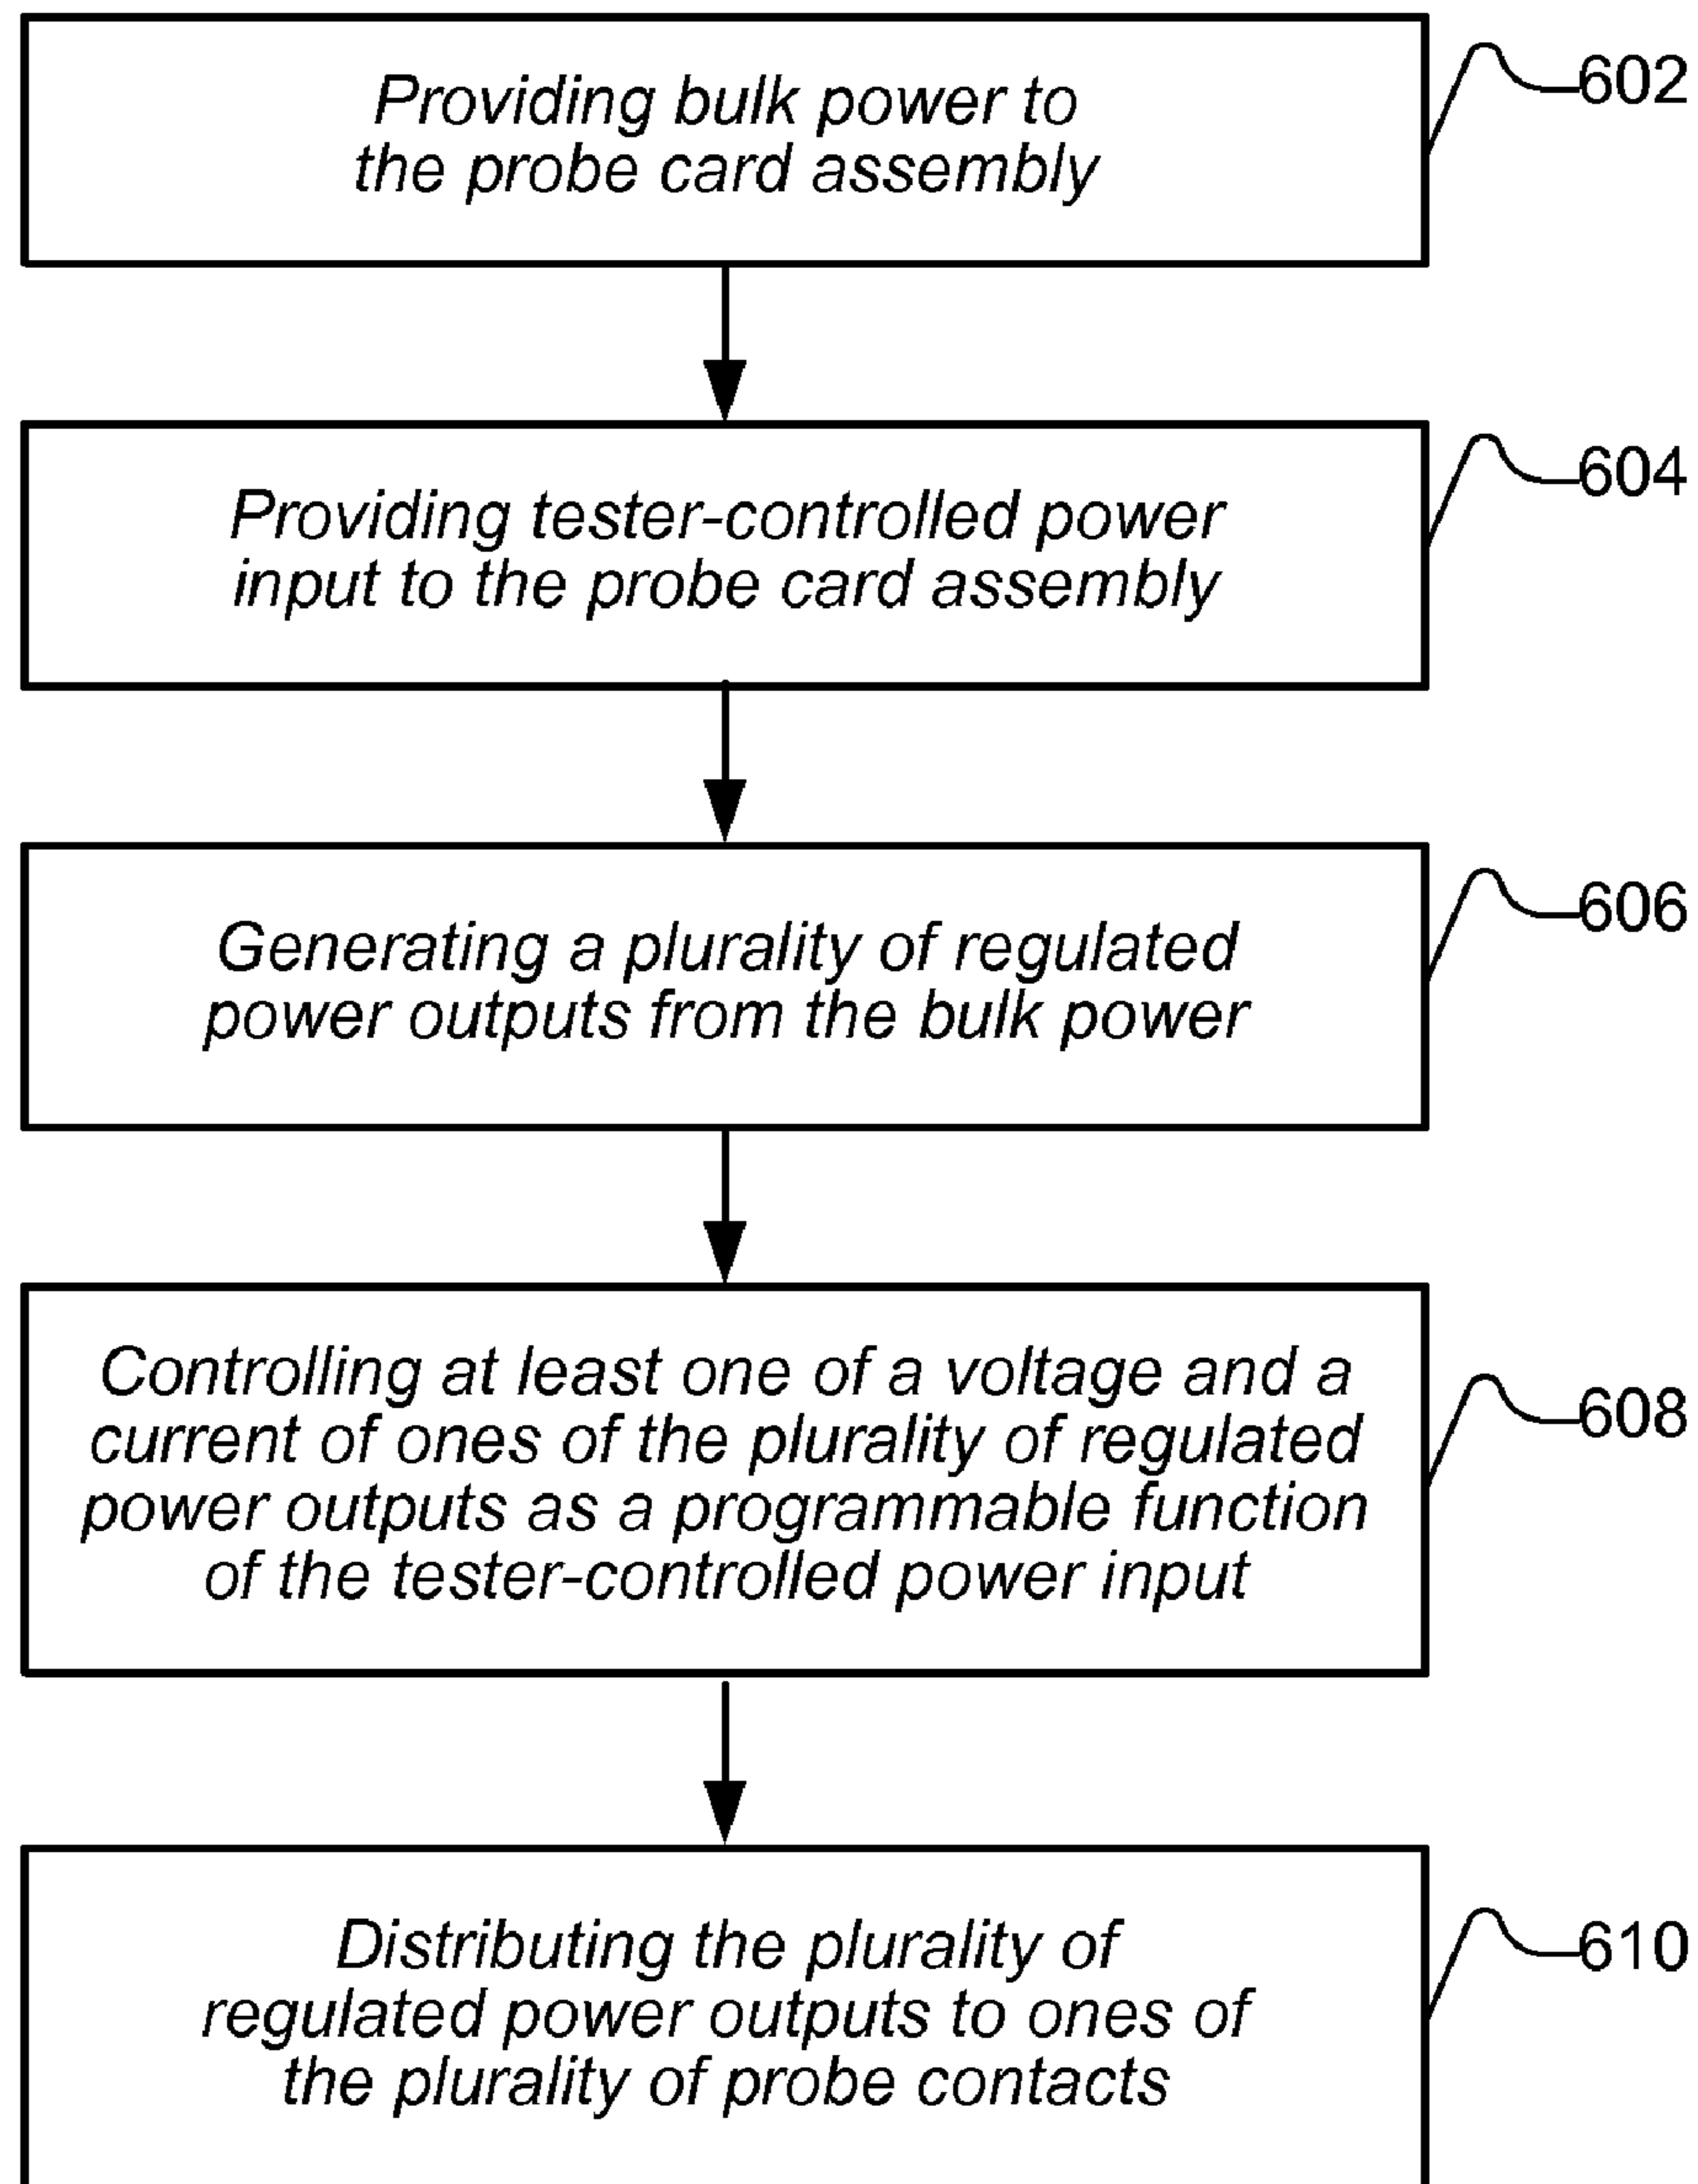 Providing bulk power to
the probe card assembly
602
Providing tester-controlled power
input to the probe card assembly
604
Generating a plurality of regulated
power outputs from the bulk power
606
Controlling at least one of a voltage and a
current of ones of the plurality of regulated
power outputs as a programmable function
of the tester-controlled power input
608
Distributing the plurality of
regulated power outputs to ones of
the plurality of probe contacts
610